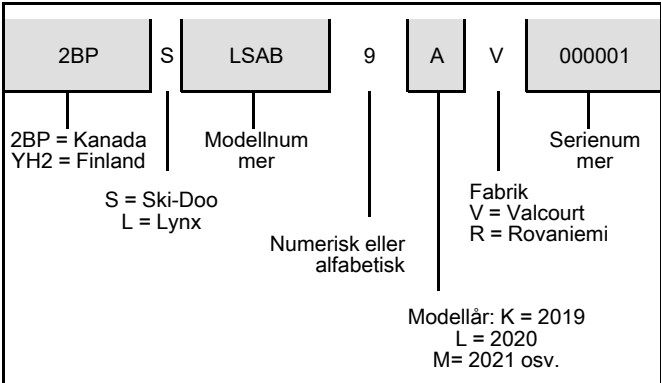 2BP S LSAB 9 A V 000001
2BP = Kanada
YH2 = Finland
Modellnum
mer
Serienum
mer
S = Ski-Doo
L = Lynx
Fabrik
V = Valcourt
R = Rovaniemi
Numerisk eller
alfabetisk
Modellår: K = 2019
L = 2020
M= 2021 osv.